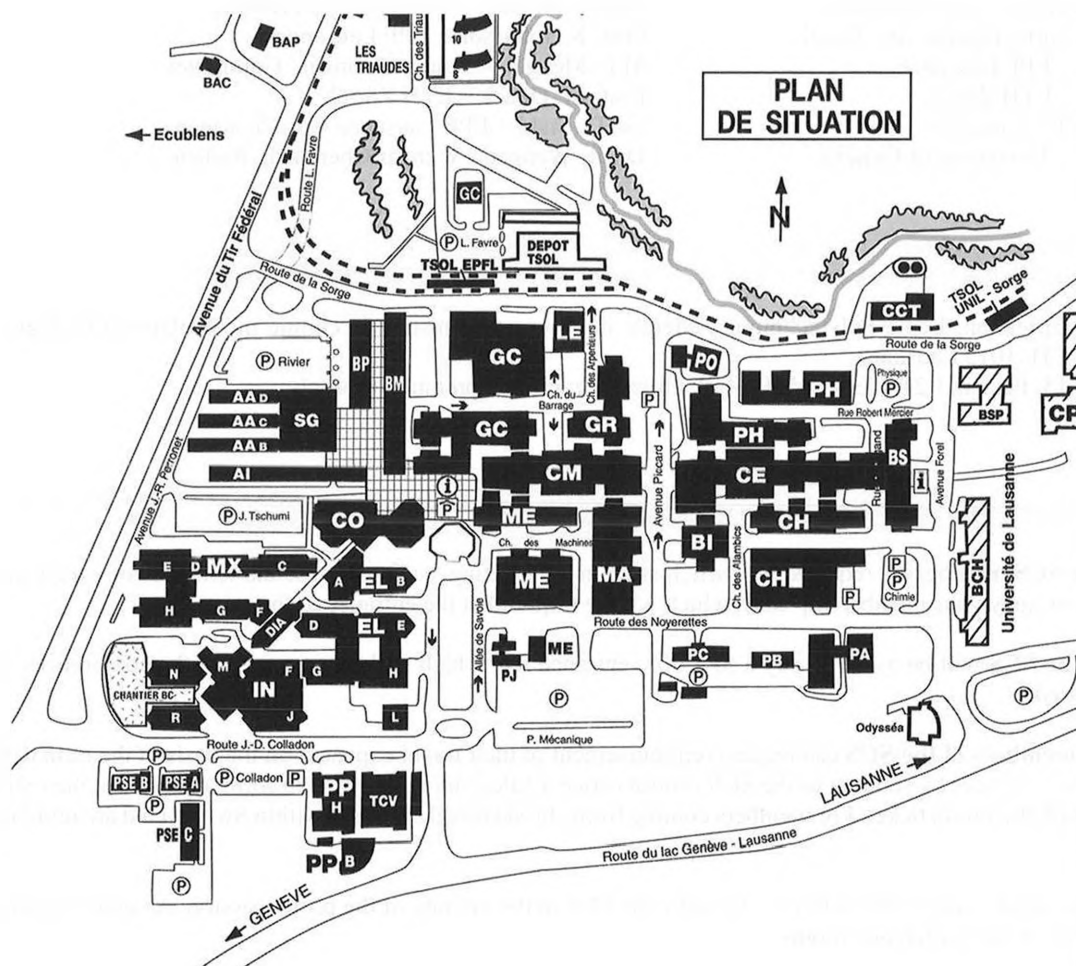 PLAN
DE SITUATION
N
BAP
BAC
LES
TRIAUDES
Ch. des Triaudes
10
8
Ecublens
Avenue du Tir Fédéral
Route L. Favre
GC
P L. Favre
DEPOT
TSOL
TSOL EPFL
Route de la Sorge
TSOL
UNIL - Sorge
CCT
Route de la Sorge
P Rivier
BP
BM
GC
LE
Ch. des Arpenteurs
Ch. du
Barrage
PO
PH
Physique
P
BSP
Rue Robert Mercier
AA D
AA C
AA B
AI
SG
GC
GR
P
PH
CM
CE
BS
i
Avenue Forel
Avenue Piccard
Avenue J.-R. Perronet
P J. Tschumi
CO
i
P
ME
Ch. des Machines
CH
BI
Ch. des Alambics
Université de Lausanne
BCH
E
D
MX
C
A
EL
B
ME
MA
CH
P
P
P
Chimie
H
G
F
DIA
D
EL
E
Route des Noyerettes
Allée de Savoie
N
M
IN
F
G
H
CHANTIER BC
R
J
L
PJ
ME
P
P. Mécanique
PC
P
PB
PA
P
Odysséa
Route J.-D. Colladon
P
PSE B
PSE A
P Colladon P
P
PSE C
P
PP
H
TCV
PP B
LAUSANNE
Route du lac Genève - Lausanne
GENEVE